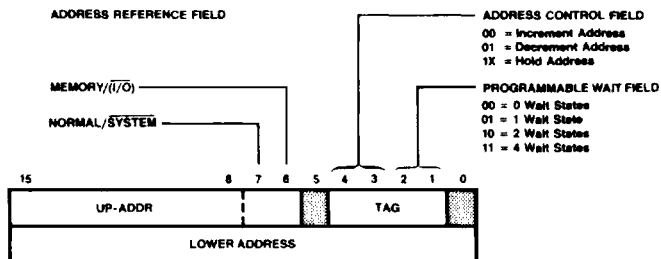 ADDRESS REFERENCE FIELD
ADDRESS CONTROL FIELD
00 = Increment Address
01 = Decrement Address
1X = Hold Address
MEMORY/(I/O)
PROGRAMMABLE WAIT FIELD
00 = 0 Wait States
01 = 1 Wait State
10 = 2 Wait States
11 = 4 Wait States
NORMAL/SYSTEM
15 8 7 6 5 4 3 2 1 0
UP-ADDR TAG
LOWER ADDRESS